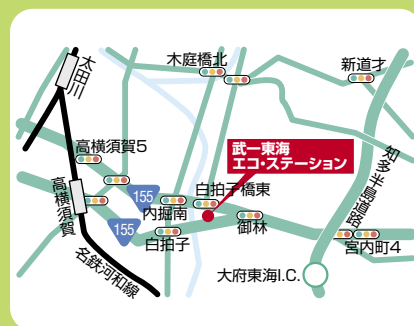 太田川
木庭橋北
新道才
高横須賀5
武一東海
エコ・ステーション
知多半島道路
高横須賀
155
内掘南
白拍子橋東
155
白拍子
御林
宮内町4
名鉄河和線
大府東海I.C.